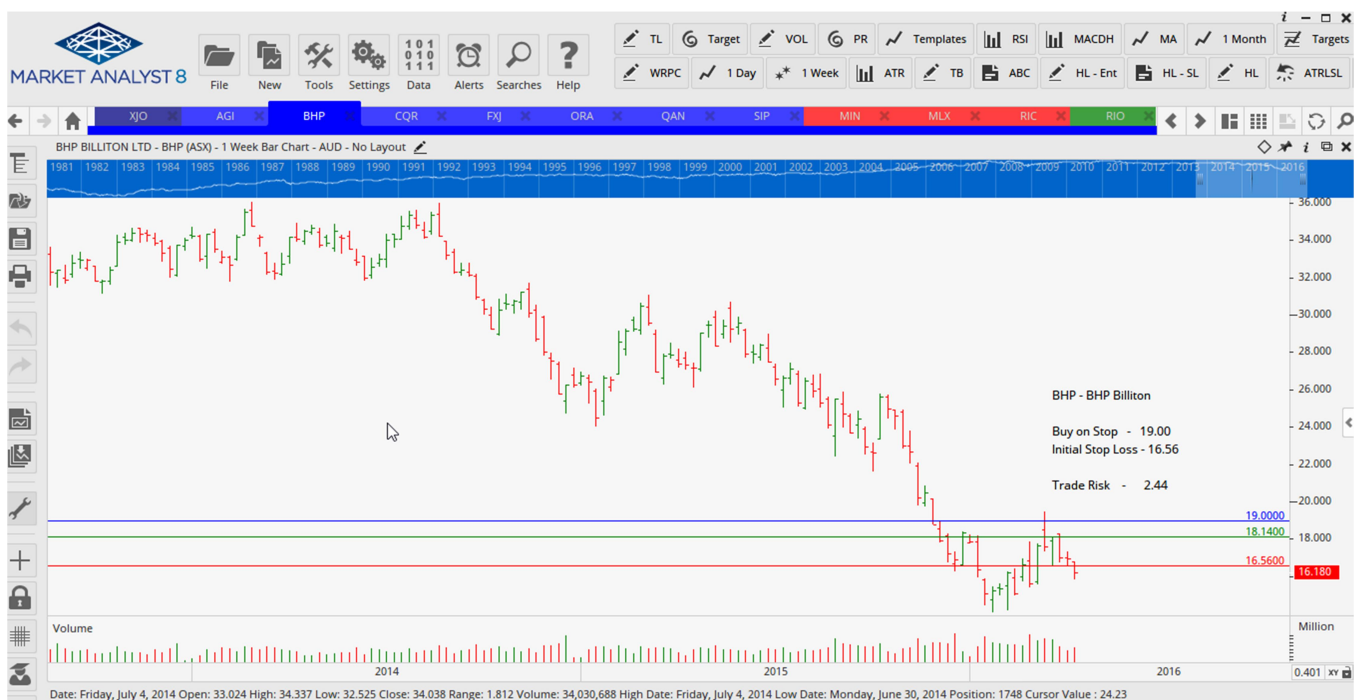 i
TL Target VOL PR Templates RSI MACDH MA 1 Month Targets
MARKET ANALYST 8
File New Tools Settings Data Alerts Searches Help
WRPC 1 Day 1 Week ATR TB ABC HL - Ent HL - SL HL ATRLSL
XJO AGI BHP CQR FXJ ORA QAN SIP MIN MLX RIC RIO
BHP BILLITON LTD - BHP (ASX) - 1 Week Bar Chart - AUD - No Layout
1981 1982 1983 1984 1985 1986 1987 1988 1989 1990 1991 1992 1993 1994 1995 1996 1997 1998 1999 2000 2001 2002 2003 2004 2005 2006 2007 2008 2009 2010 2011 2012 2013 2014 2015 2016
36.000
34.000
32.000
30.000
28.000
26.000
24.000
22.000
20.000
18.000
BHP - BHP Billiton
Buy on Stop - 19.00
Initial Stop Loss - 16.56
Trade Risk - 2.44
19.0000
18.1400
16.5600
16.180
Volume
Million
2014 2015 2016
0.401 XY
Date: Friday, July 4, 2014 Open: 33.024 High: 34.337 Low: 32.525 Close: 34.038 Range: 1.812 Volume: 34,030,688 High Date: Friday, July 4, 2014 Low Date: Monday, June 30, 2014 Position: 1748 Cursor Value : 24.23